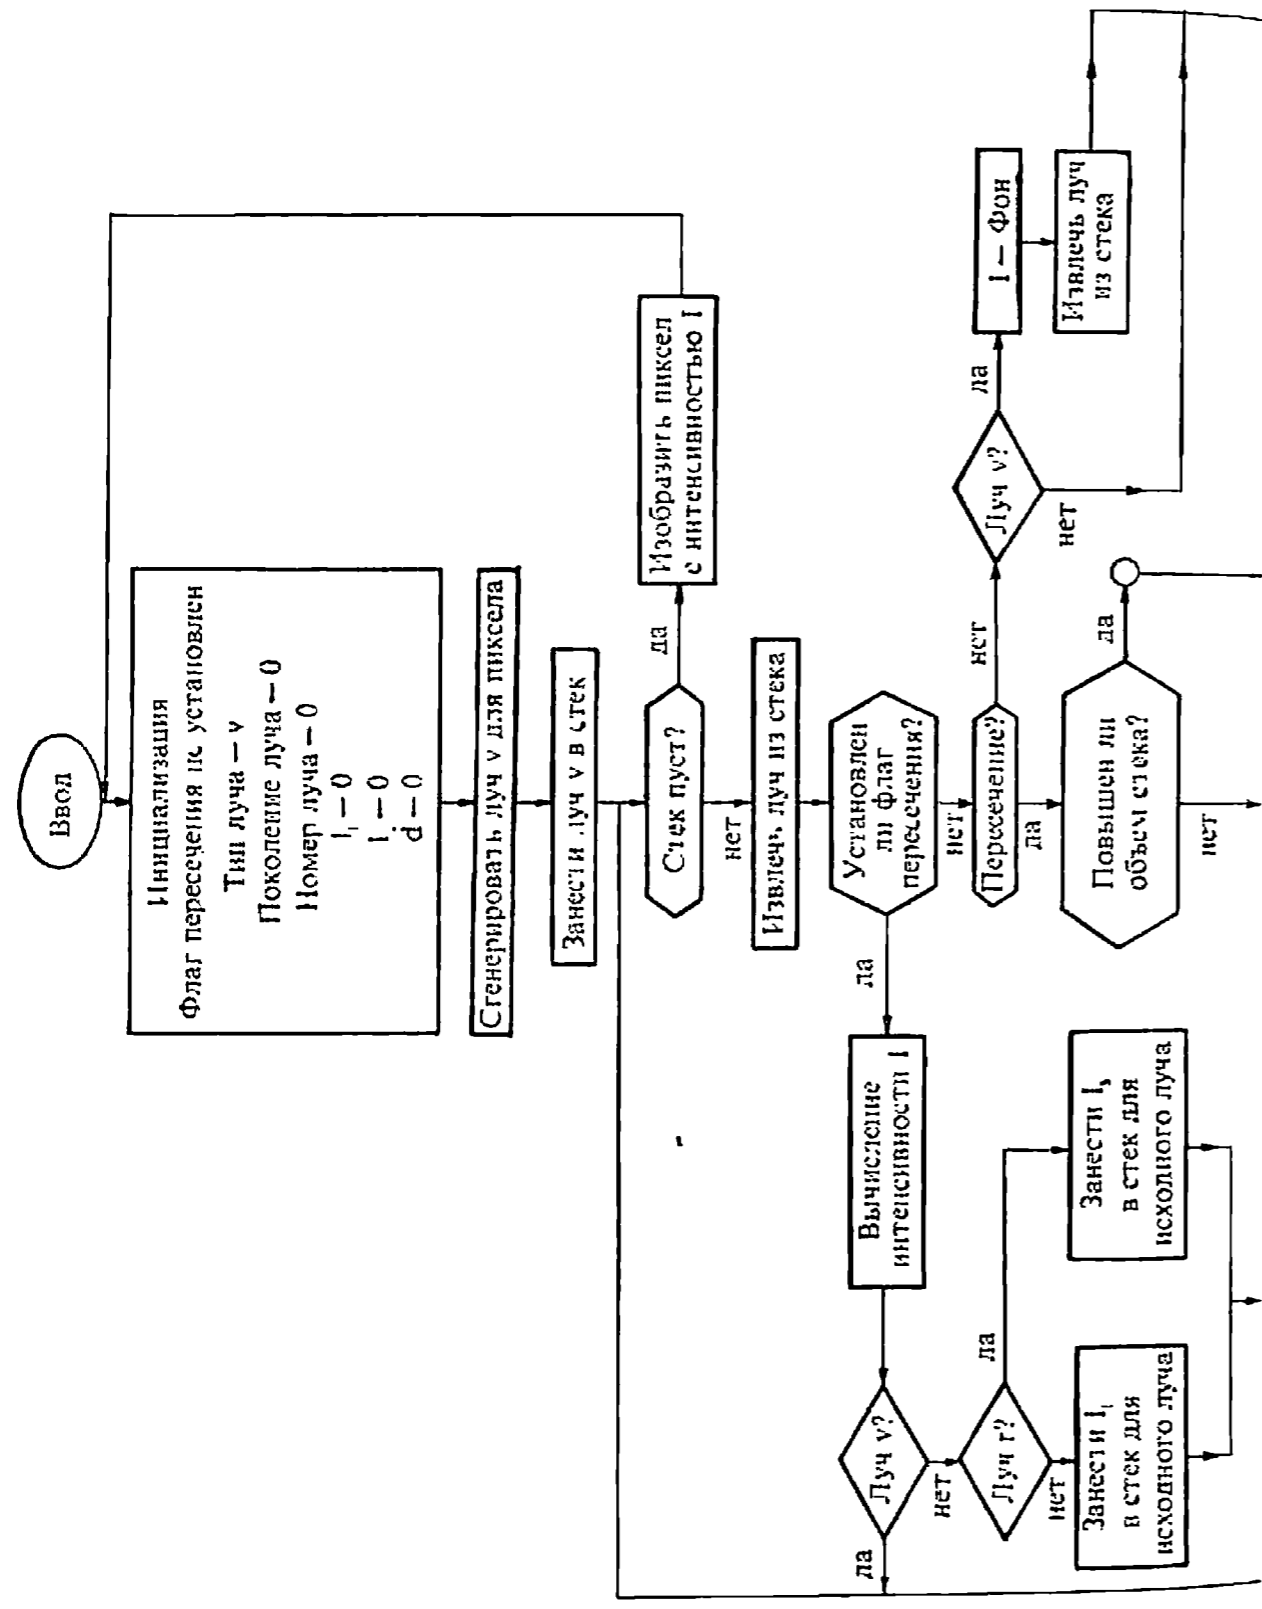 Ввод
Инициализация
Флаг пересечения не установлен
Тип луча — v
Поколение луча — 0
Номер луча — 0
I₁ — 0
I — 0
d — 0
Сгенерировать луч v для пиксела
Занести луч v в стек
Стек пуст?
да
Изобразить пиксел
с интенсивностью I
нет
Извлечь луч из стека
Установлен
ли флаг
пересечения?
да
Вычисление
интенсивности I
Луч v?
да
нет
Луч r?
да
Занести Iₛ
в стек для
исходного луча
нет
Занести I₁
в стек для
исходного луча
нет
Пересечение?
нет
Луч v?
да
I — Фон
Извлечь луч
из стека
нет
да
Повышен ли
объем стека?
да
нет